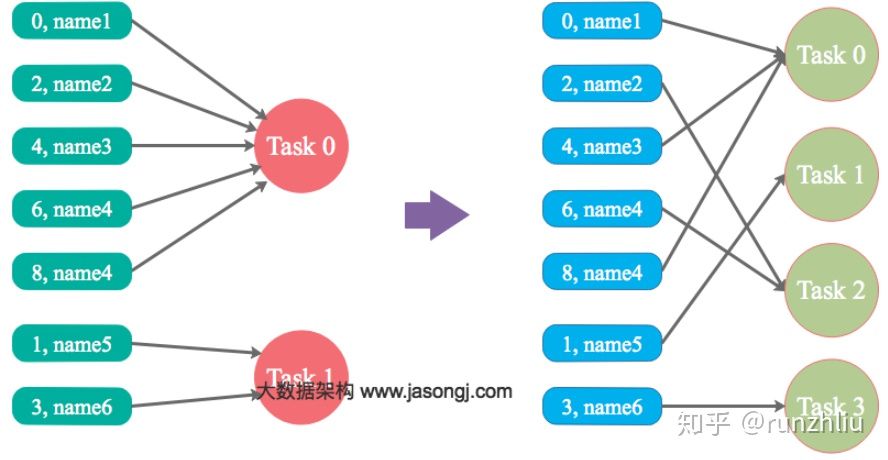 0, name1
2, name2
4, name3
6, name4
8, name4
1, name5
3, name6
Task 0
Task 1
大数据架构 www.jasongj.com
0, name1
2, name2
4, name3
6, name4
8, name4
1, name5
3, name6
Task 0
Task 1
Task 2
Task 3
知乎 @runzhliu